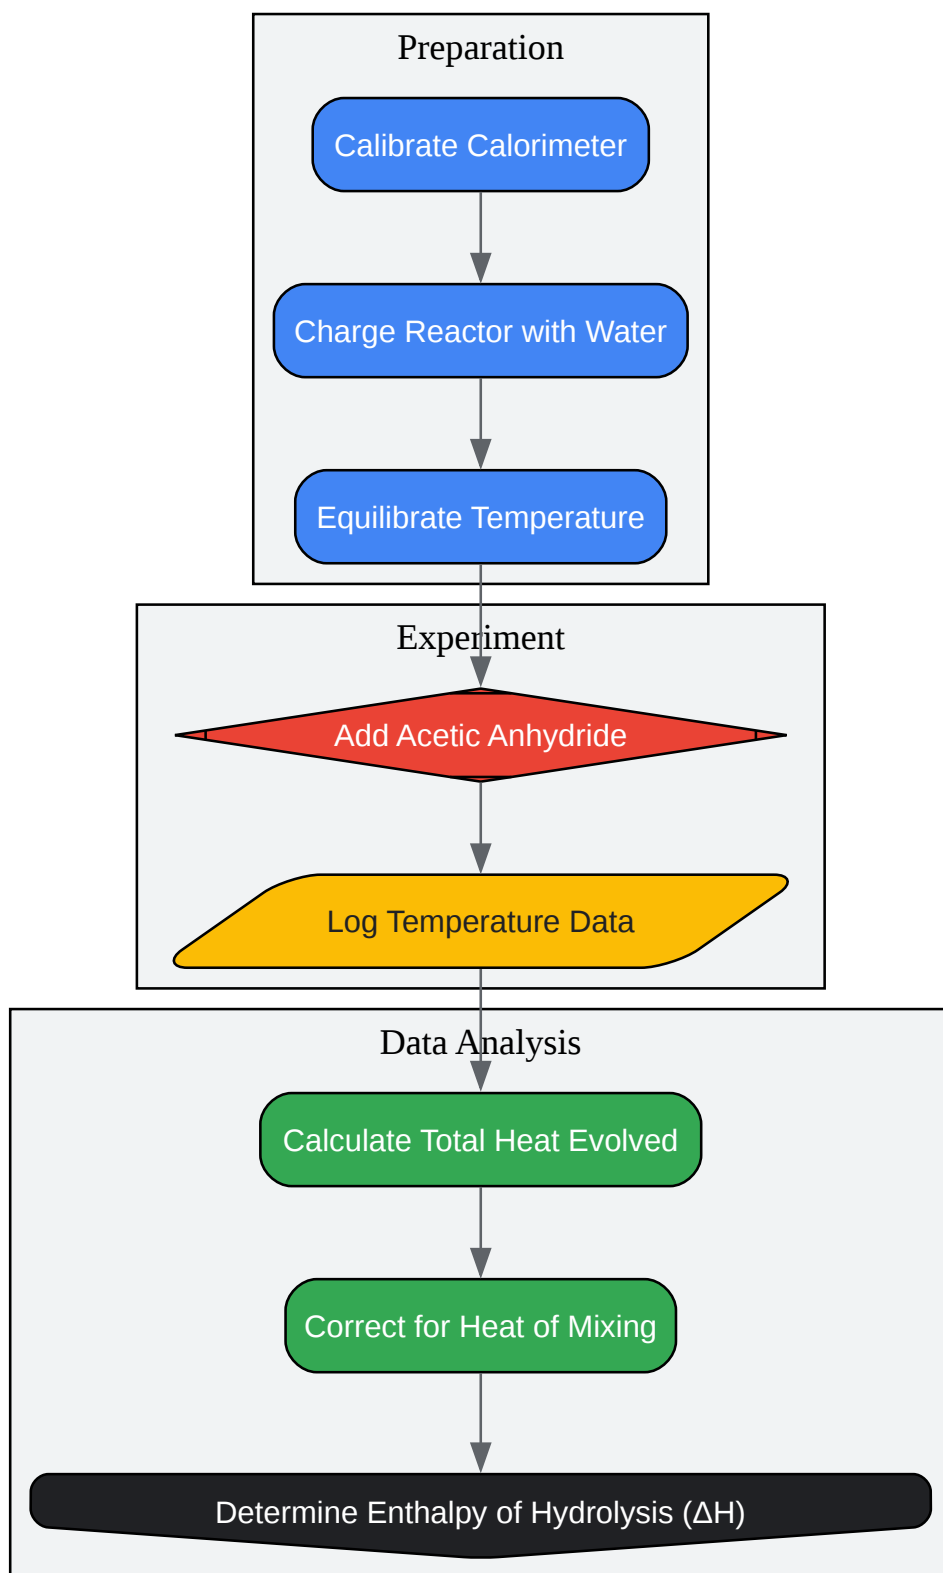 Preparation
Calibrate Calorimeter
Charge Reactor with Water
Equilibrate Temperature
Experiment
Add Acetic Anhydride
Log Temperature Data
Data Analysis
Calculate Total Heat Evolved
Correct for Heat of Mixing
Determine Enthalpy of Hydrolysis (ΔH)